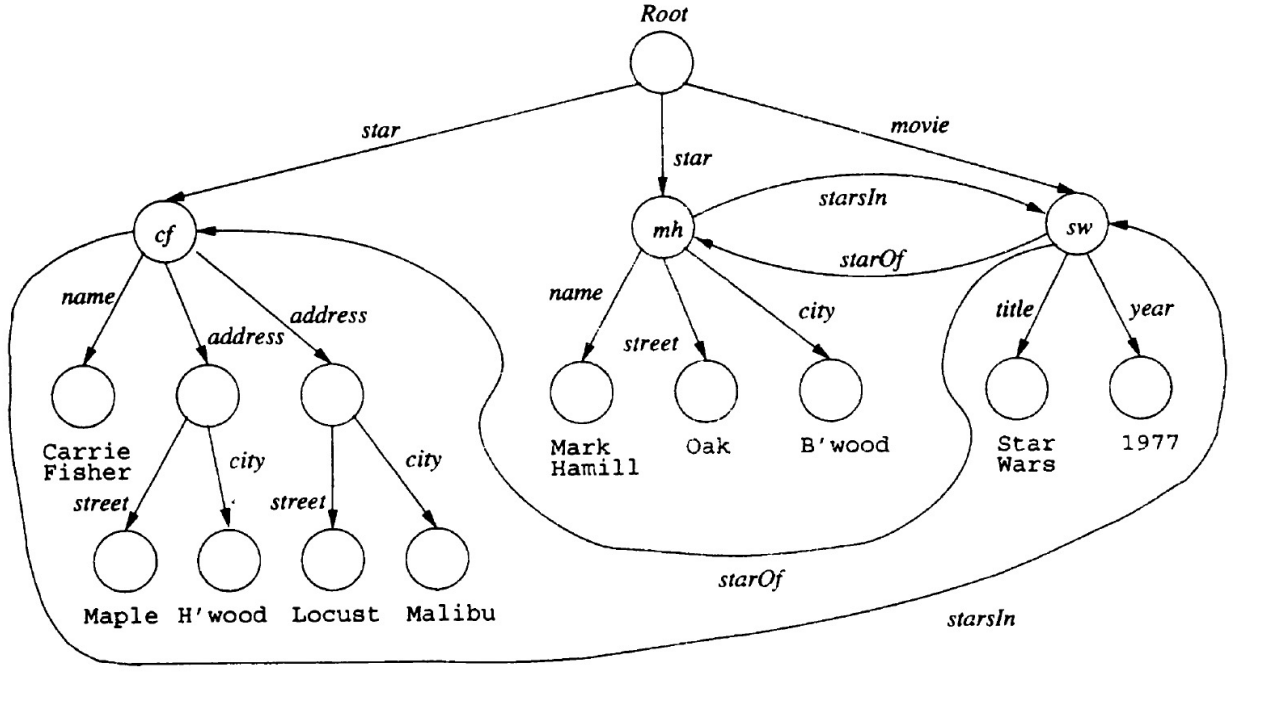 Root
star
star
movie
cf
mh
starsIn
sw
starOf
name
address
address
name
street
city
title
year
Carrie
Fisher
Mark
Hamill
Oak
B'wood
Star
Wars
1977
street
city
street
city
Maple
H'wood
Locust
Malibu
starOf
starsIn